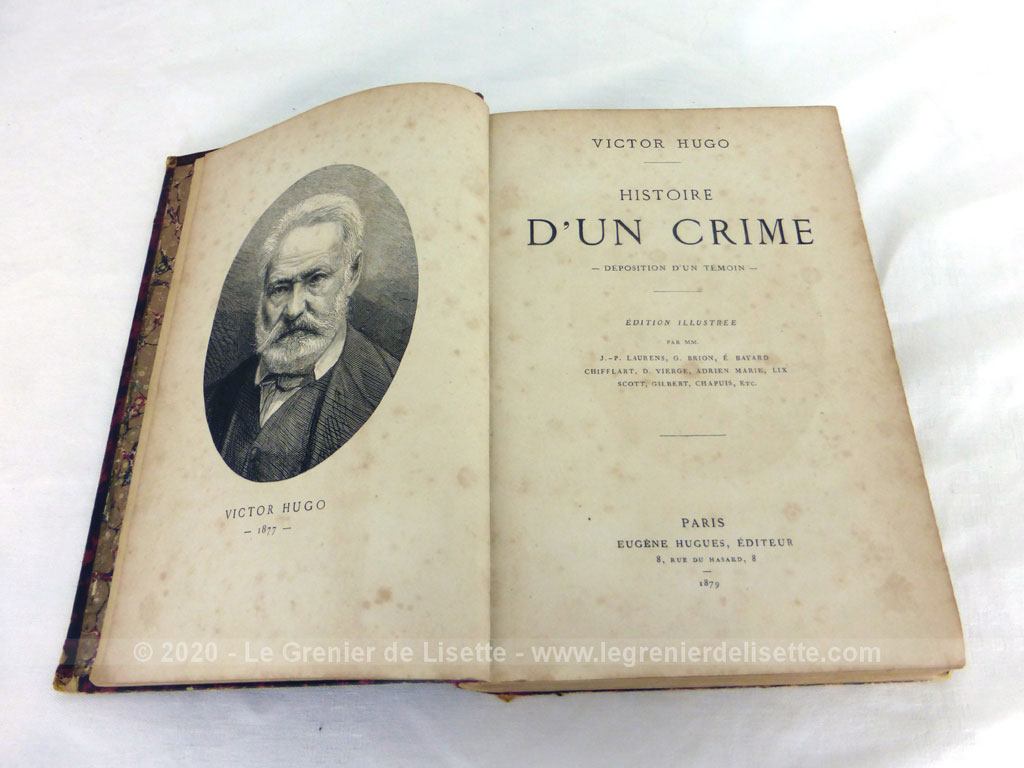 VICTOR HUGO
— 1877 —
VICTOR HUGO
HISTOIRE
D'UN CRIME
— DÉPOSITION D'UN TÉMOIN —
ÉDITION ILLUSTRÉE
PAR MM.
J.-P. LAURENS, G. BRION, É. BAYARD
CHIFFLART, D. VIERGE, ADRIEN MARIE, LIX
SCOTT, GILBERT, CHAPUIS, ETC.
PARIS
EUGÈNE HUGUES, ÉDITEUR
8, RUE DU HASARD, 8
1879
© 2020 - Le Grenier de Lisette - www.legrenierdelisette.com